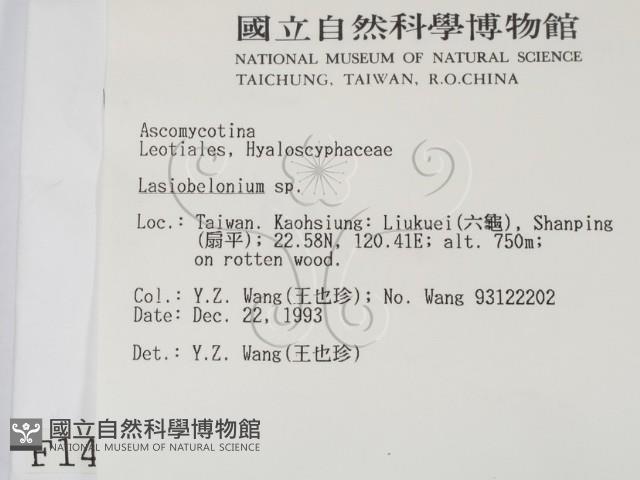 國立自然科學博物館
NATIONAL MUSEUM OF NATURAL SCIENCE
TAICHUNG, TAIWAN, R.O.CHINA
Ascomycotina
Leotiales, Hyaloscyphaceae
Lasiobelonium sp.
Loc.: Taiwan. Kaohsiung: Liukuei(六龜), Shanping
(扇平); 22.58N, 120.41E; alt. 750m;
on rotten wood.
Col.: Y.Z. Wang(王也珍); No. Wang 93122202
Date: Dec. 22, 1993
Det.: Y.Z. Wang(王也珍)
國立自然科學博物館
NATIONAL MUSEUM OF NATURAL SCIENCE
F14